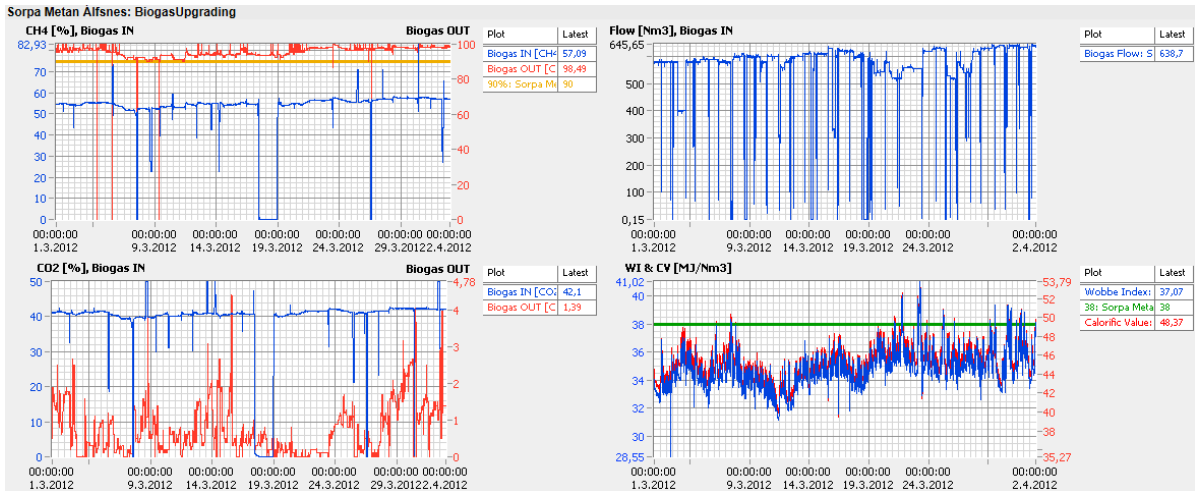 Sorpa Metan Álfsnes: BiogasUpgrading
CH4 [%], Biogas IN
Biogas OUT
82,93
70
60
50
40
30
20
10
0
100
80
60
40
20
0
00:00:00 00:00:00 00:00:00 00:00:00 00:00:00 00:00:00 00:00:00
1.3.2012 9.3.2012 14.3.2012 19.3.2012 24.3.2012 29.3.2012 2.4.2012
Plot Latest
Biogas IN [CH4 57,09
Biogas OUT [C 98,49
90%: Sorpa Me 90
Flow [Nm3], Biogas IN
645,65
500
400
300
200
100
0,15
00:00:00 00:00:00 00:00:00 00:00:00 00:00:00 00:00:00
1.3.2012 9.3.2012 14.3.2012 19.3.2012 24.3.2012 2.4.2012
Plot Latest
Biogas Flow: S 638,7
CO2 [%], Biogas IN
Biogas OUT
50
40
30
20
10
0
4,78
4
3
2
1
0
00:00:00 00:00:00 00:00:00 00:00:00 00:00:00 00:00:00 00:00:00
1.3.2012 9.3.2012 14.3.2012 19.3.2012 24.3.2012 29.3.2012 2.4.2012
Plot Latest
Biogas IN [CO2 42,1
Biogas OUT [C 1,39
WI & CV [MJ/Nm3]
41,02
40
38
36
34
32
30
28,55
53,79
52
50
48
46
44
42
40
38
35,27
00:00:00 00:00:00 00:00:00 00:00:00 00:00:00 00:00:00
1.3.2012 9.3.2012 14.3.2012 19.3.2012 24.3.2012 2.4.2012
Plot Latest
Wobbe Index: 37,07
38: Sorpa Meta 38
Calorific Value: 48,37